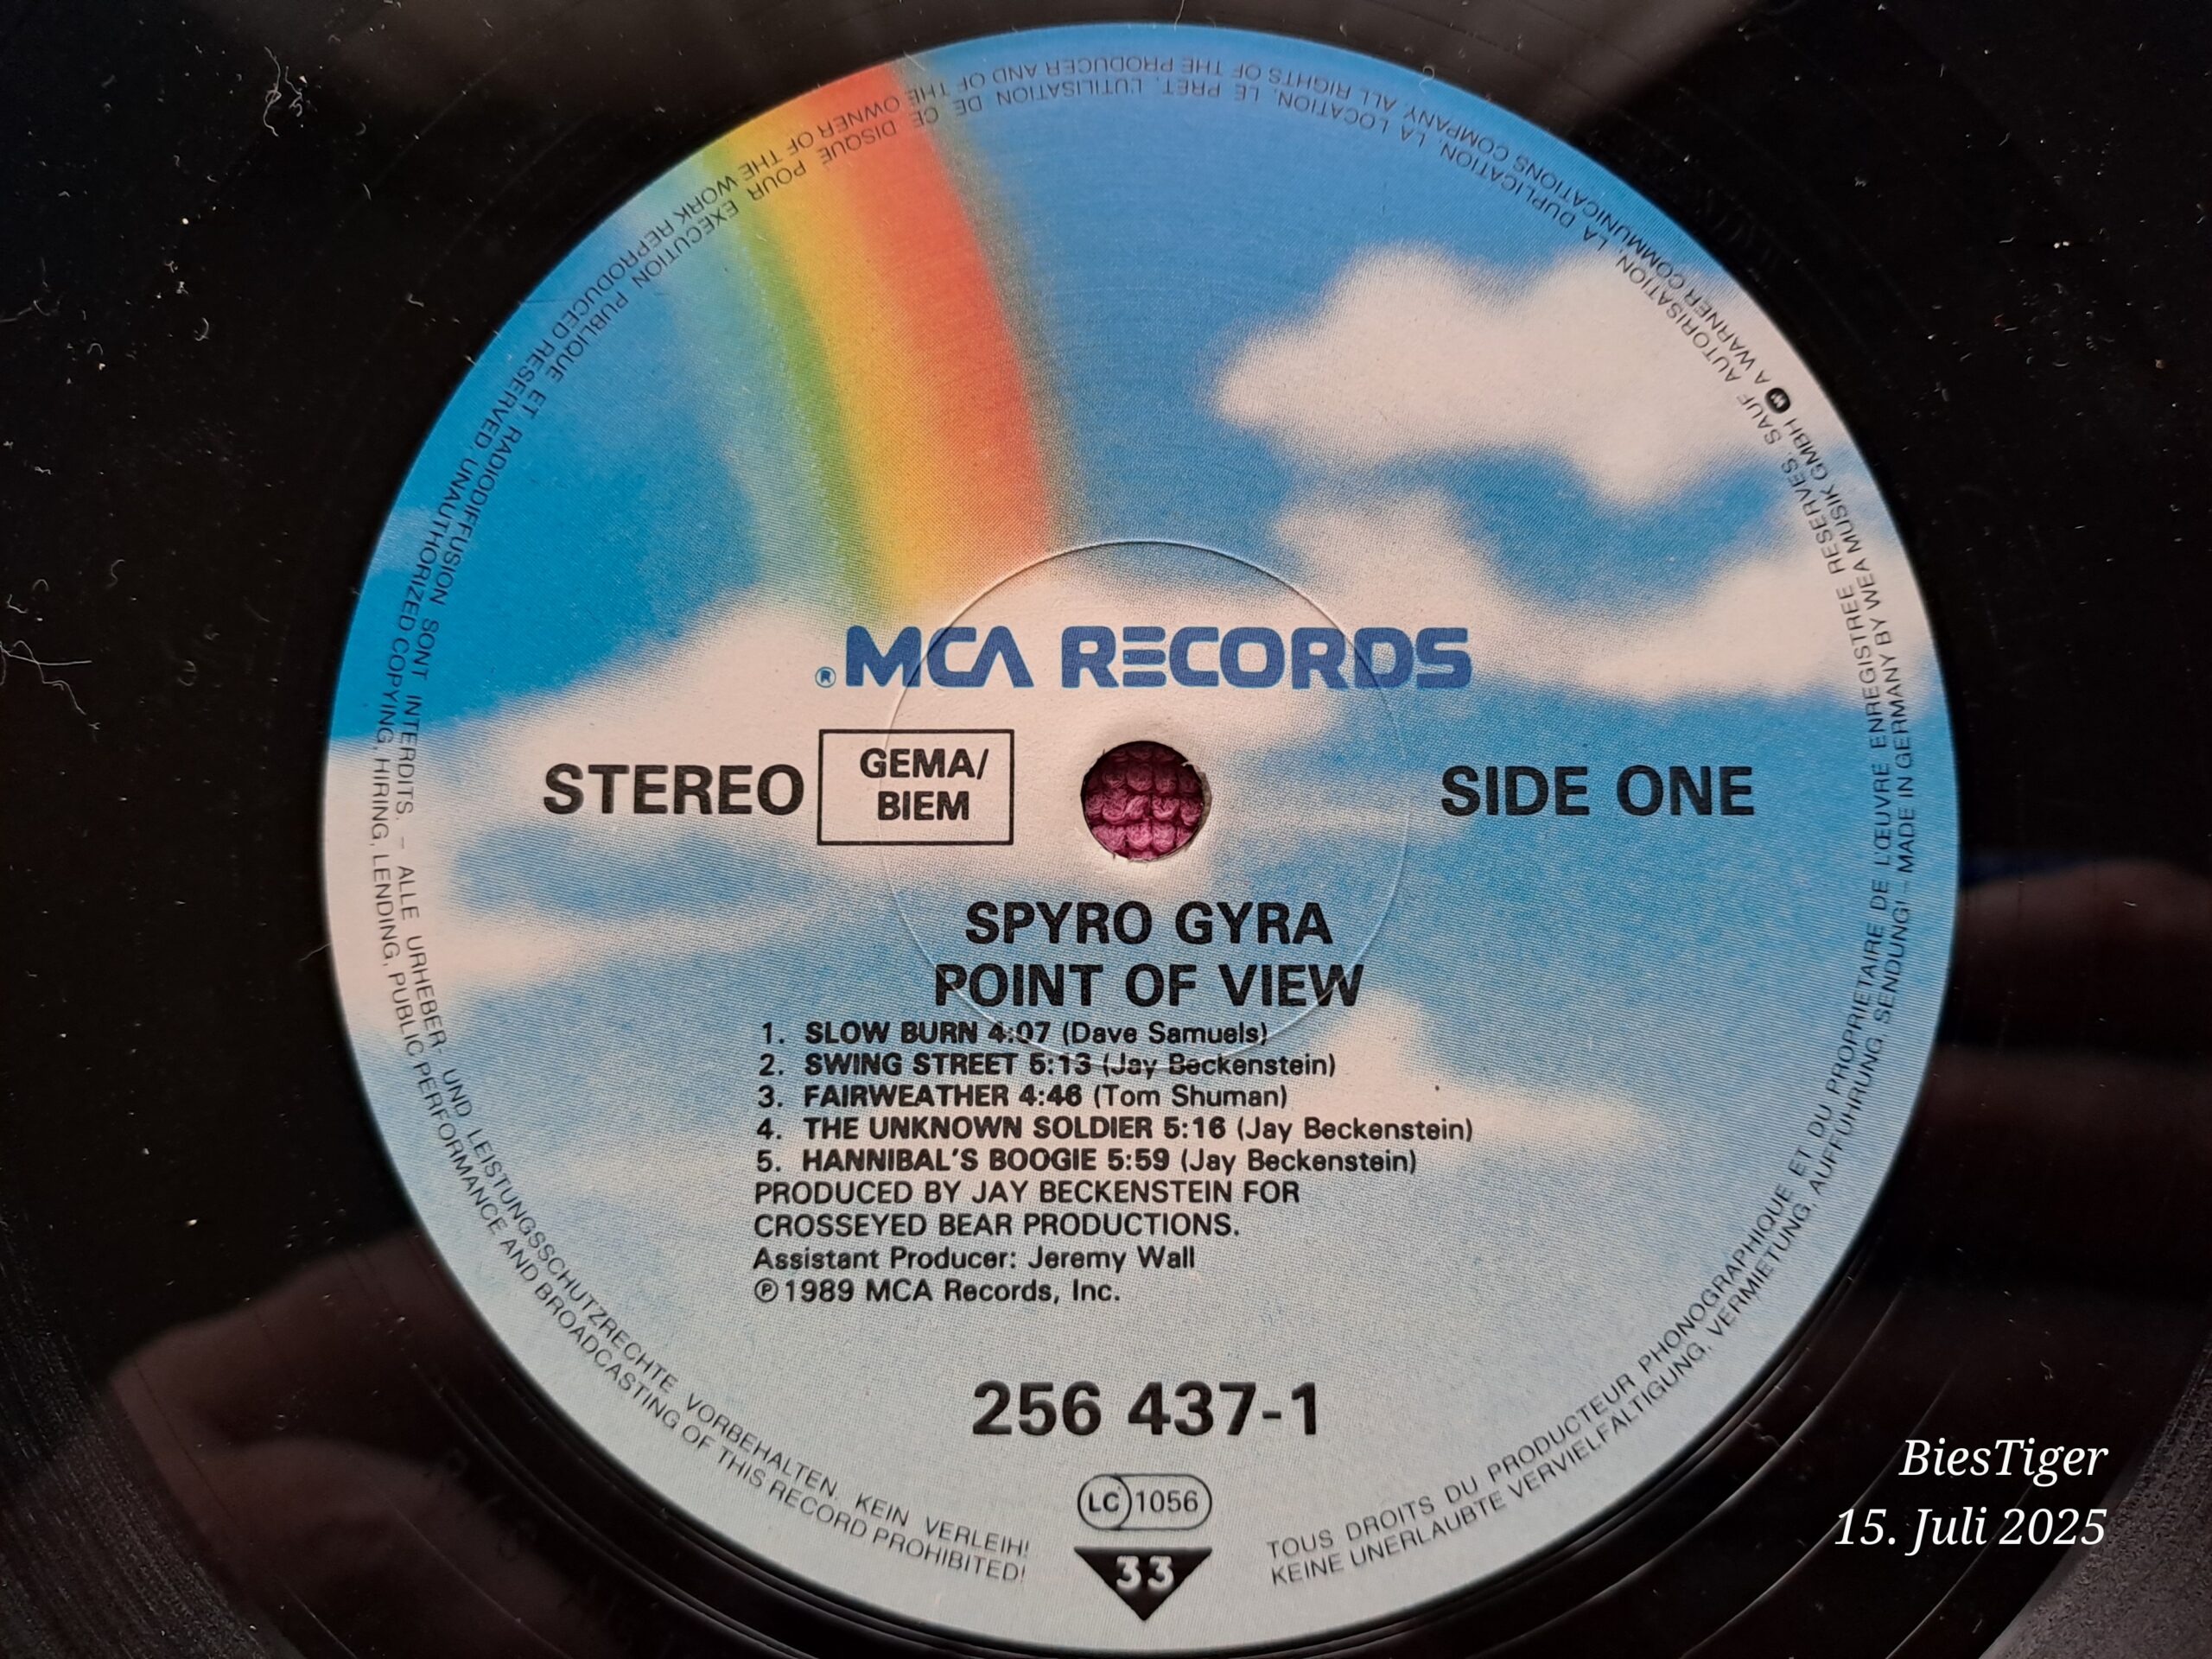 ® MCA RECORDS
STEREO
GEMA/
BIEM
SIDE ONE
SPYRO GYRA
POINT OF VIEW
1. SLOW BURN 4:07 (Dave Samuels)
2. SWING STREET 5:13 (Jay Beckenstein)
3. FAIRWEATHER 4:46 (Tom Shuman)
4. THE UNKNOWN SOLDIER 5:16 (Jay Beckenstein)
5. HANNIBAL'S BOOGIE 5:59 (Jay Beckenstein)
PRODUCED BY JAY BECKENSTEIN FOR
CROSSEYED BEAR PRODUCTIONS.
Assistant Producer: Jeremy Wall
℗1989 MCA Records, Inc.
256 437-1
LC 1056
33
TOUS DROITS DU PRODUCTEUR PHONOGRAPHIQUE ET DU PROPRIETAIRE DE L'ŒUVRE ENREGISTREE RESERVES. SAUF AUTORISATION LA DUPLICATION, LA LOCATION, LE PRET, L'UTILISATION DE CE DISQUE POUR EXECUTION PUBLIQUE ET RADIODIFFUSION SONT INTERDITS. – ALLE URHEBER- UND LEISTUNGSSCHUTZRECHTE VORBEHALTEN. KEIN VERLEIH!
KEINE UNERLAUBTE VERVIELFALTIGUNG, VERMIETUNG, AUFFUHRUNG, SENDUNG! – MADE IN GERMANY BY WEA MUSIK GMBH A WARNER COMMUNICATIONS COMPANY. ALL RIGHTS OF THE PRODUCER AND OF THE OWNER OF THE WORK REPRODUCED RESERVED. UNAUTHORIZED COPYING, HIRING, LENDING, PUBLIC PERFORMANCE AND BROADCASTING OF THIS RECORD PROHIBITED!
BiesTiger
15. Juli 2025